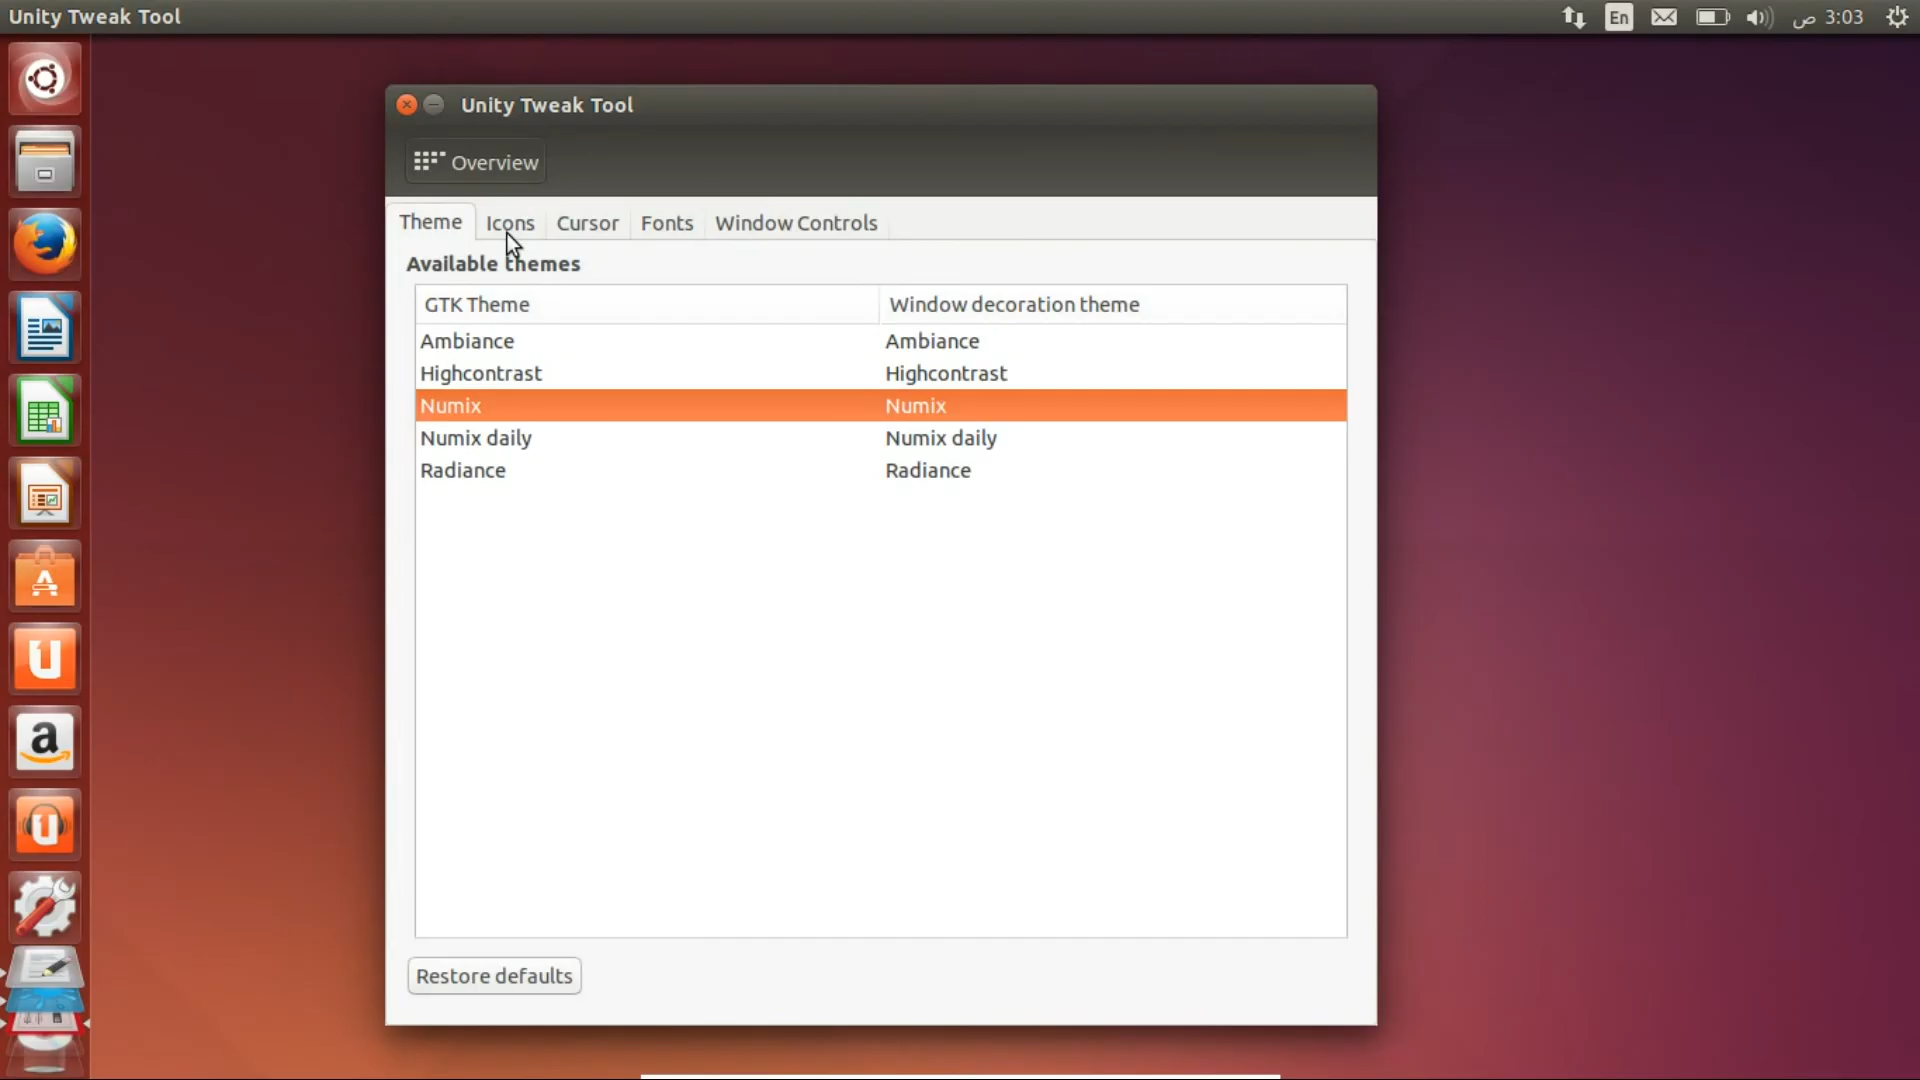 Unity Tweak Tool
En
3:03 ص
Unity Tweak Tool
Overview
Theme
Icons
Cursor
Fonts
Window Controls
Available themes
GTK Theme
Window decoration theme
Ambiance
Ambiance
Highcontrast
Highcontrast
Numix
Numix
Numix daily
Numix daily
Radiance
Radiance
Restore defaults